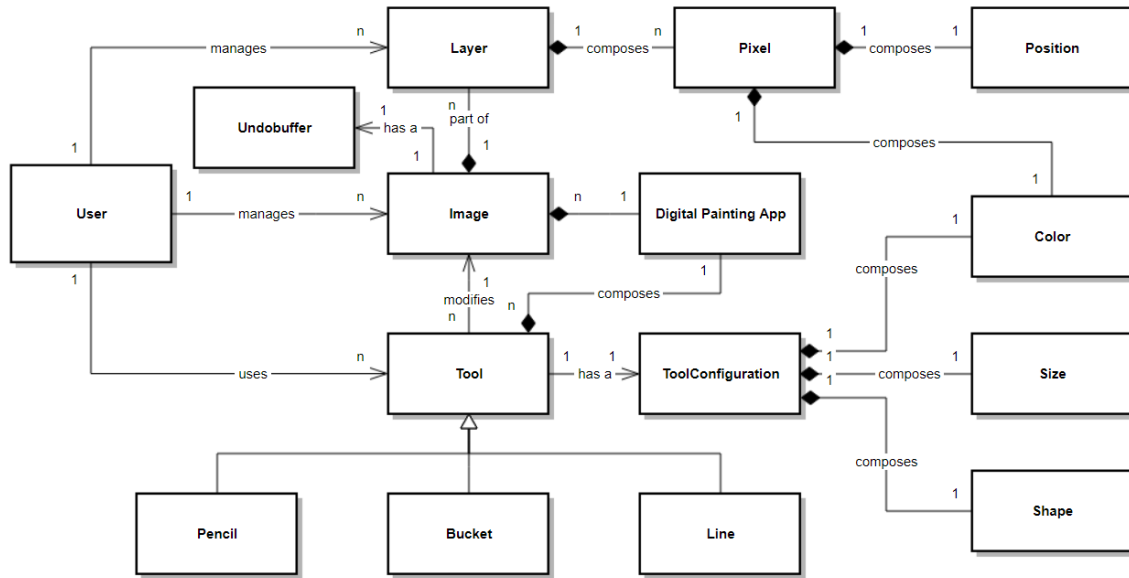 n
manages
Layer
1
composes
n
Pixel
1
composes
1
Position
Undobuffer
1
has a
n
part of
1
1
composes
1
1
1
User
1
manages
n
Image
n
1
Digital Painting App
1
Color
1
1
modifies
n
n
composes
1
composes
1
uses
n
Tool
1
has a
1
ToolConfiguration
1
1
1
composes
1
Size
composes
1
Shape
Pencil
Bucket
Line